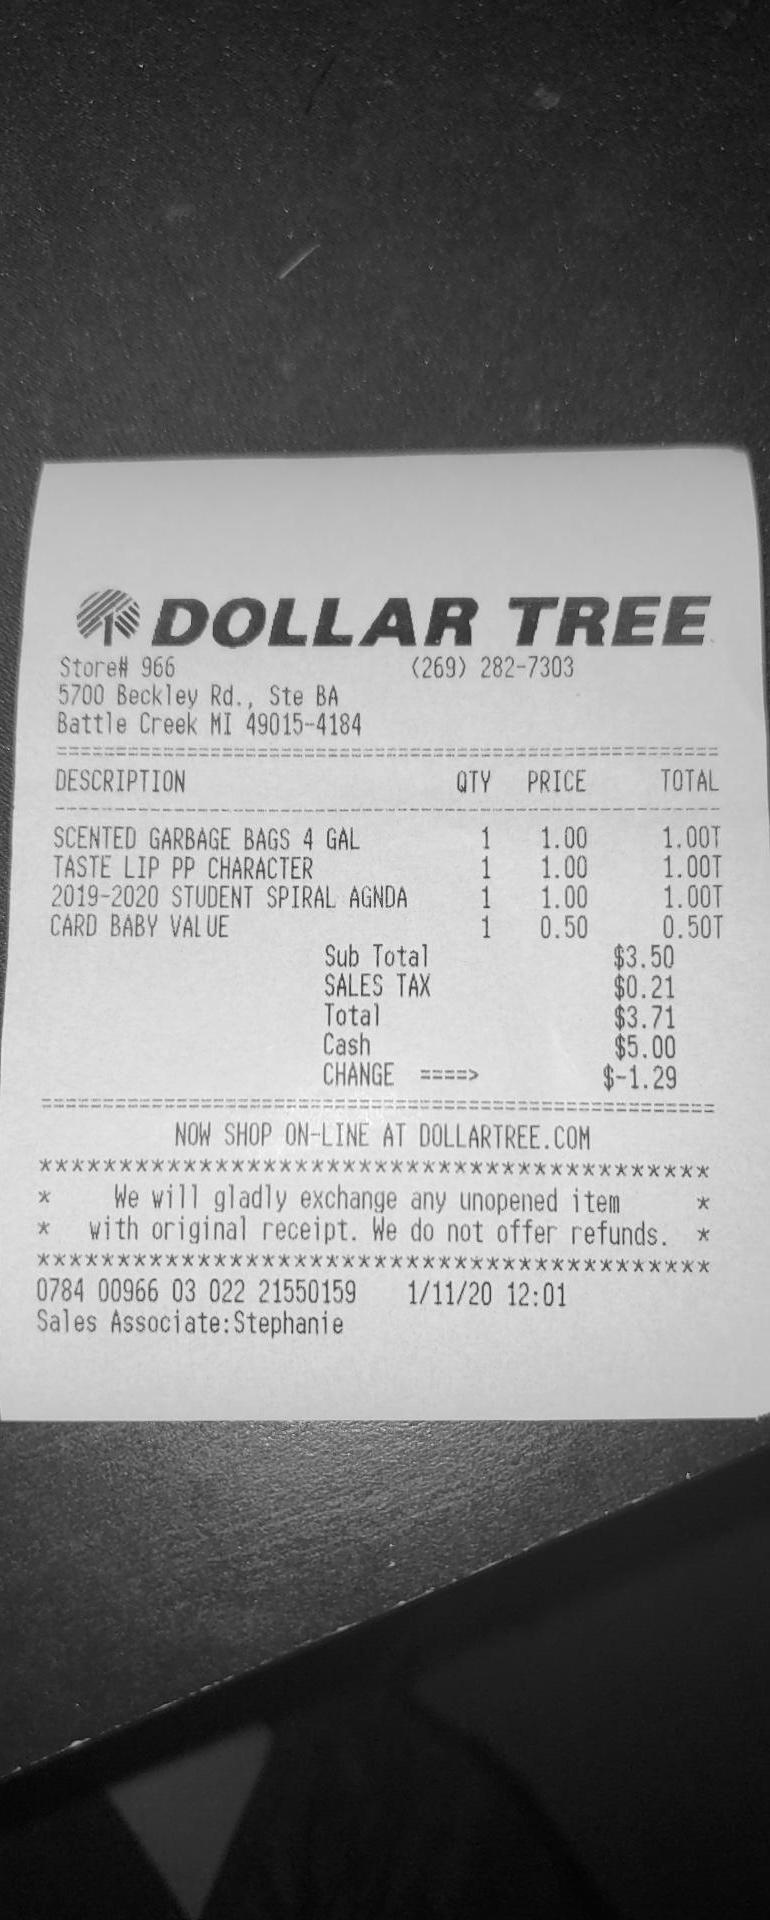 DOLLAR TREE
Store# 966 (269) 282-7303
5700 Beckley Rd., Ste BA
Battle Creek MI 49015-4184
==========================================================
DESCRIPTION QTY PRICE TOTAL
----------------------------------------------------------
SCENTED GARBAGE BAGS 4 GAL 1 1.00 1.00T
TASTE LIP PP CHARACTER 1 1.00 1.00T
2019-2020 STUDENT SPIRAL AGNDA 1 1.00 1.00T
CARD BABY VALUE 1 0.50 0.50T
Sub Total $3.50
SALES TAX $0.21
Total $3.71
Cash $5.00
CHANGE ====> $-1.29
==========================================================
NOW SHOP ON-LINE AT DOLLARTREE.COM
******************************************
* We will gladly exchange any unopened item *
* with original receipt. We do not offer refunds. *
******************************************
0784 00966 03 022 21550159 1/11/20 12:01
Sales Associate:Stephanie